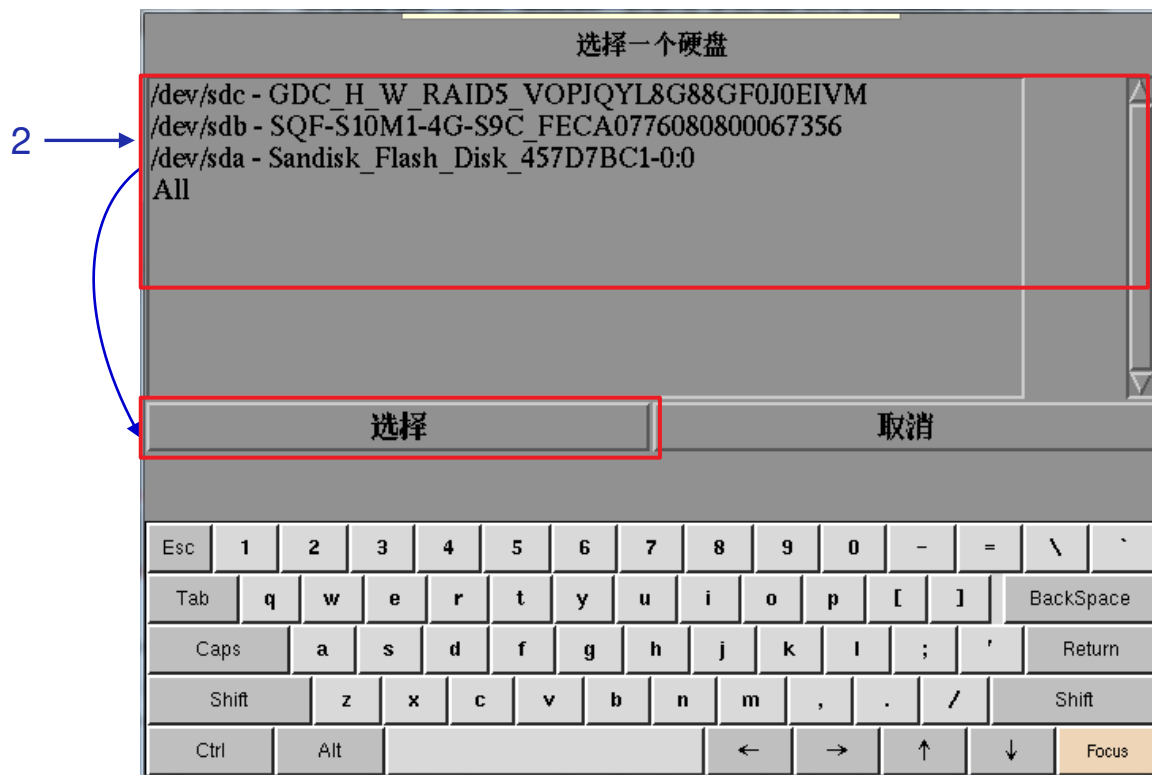 选择一个硬盘
/dev/sdc - GDC_H_W_RAID5_VOPJQYL8G88GF0J0EIVM
/dev/sdb - SQF-S10M1-4G-S9C_FECA0776080800067356
2
/dev/sda - Sandisk_Flash_Disk_457D7BC1-0:0
All
选择 取消
Esc 1 2 3 4 5 6 7 8 9 0 - = \ `
Tab q w e r t y u i o p [ ] BackSpace
Caps a s d f g h j k l ; ' Return
Shift z x c v b n m , . / Shift
Ctrl Alt ← → ↑ ↓ Focus